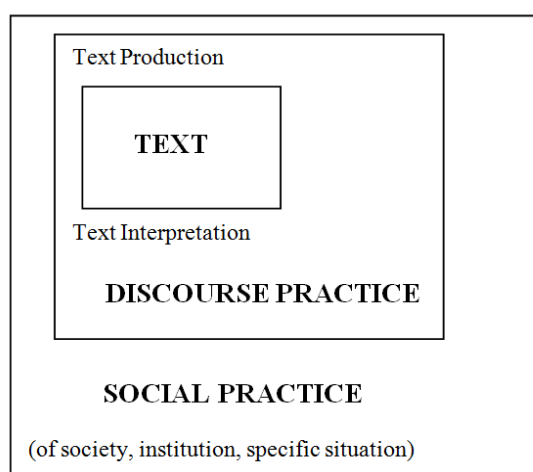 Text Production
TEXT
Text Interpretation
DISCOURSE PRACTICE
SOCIAL PRACTICE
(of society, institution, specific situation)